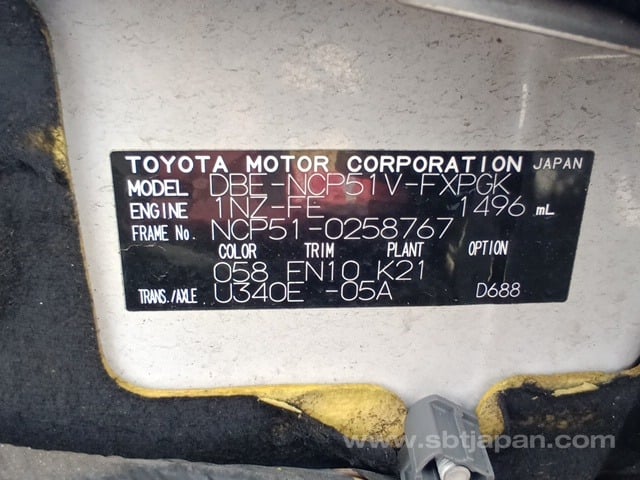 TOYOTA MOTOR CORPORATION JAPAN
MODEL DBE-NCP51V-FXPGK
ENGINE 1NZ-FE 1496 mL
FRAME No. NCP51-0258767
COLOR TRIM PLANT OPTION
058 FN10 K21
TRANS./AXLE U340E -05A D688
www.sbtjapan.com